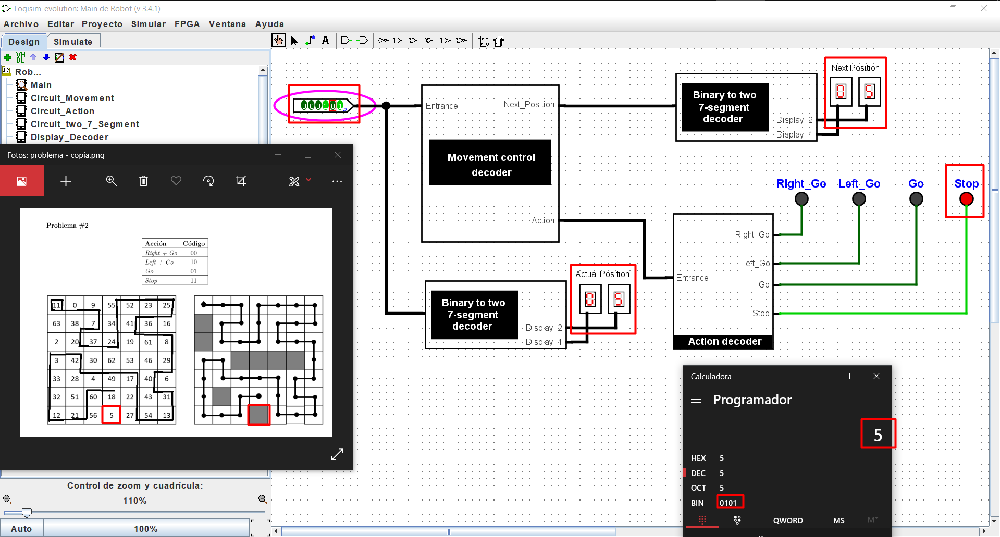 Logisim-evolution: Main de Robot (v 3.4.1)
Archivo Editar Proyecto Simular FPGA Ventana Ayuda
Design Simulate
A
Rob...
Main
Circuit_Movement
Circuit_Action
Circuit_two_7_Segment
Display_Decoder
Fotos: problema - copia.png
Problema #2
Acción Código
Right + Go 00
Left + Go 10
Go 01
Stop 11
11 0 9 55 52 23 25
63 38 7 34 41 36 16
2 20 37 24 19 61 8
3 42 30 62 53 46 29
33 28 4 49 17 40 6
32 51 60 18 22 43 31
12 21 56 5 27 54 13
Control de zoom y cuadrícula:
110%
Auto 100%
000101b
Entrance
Next_Position
Movement control
decoder
Action
Binary to two
7-segment
decoder
Display_2
Display_1
Next Position
0 5
Binary to two
7-segment
decoder
Display_2
Display_1
Actual Position
0 5
Right_Go Left_Go Go Stop
Right_Go
Left_Go
Entrance
Go
Stop
Action decoder
Calculadora
Programador
5
HEX 5
DEC 5
OCT 5
BIN 0101
QWORD MS M